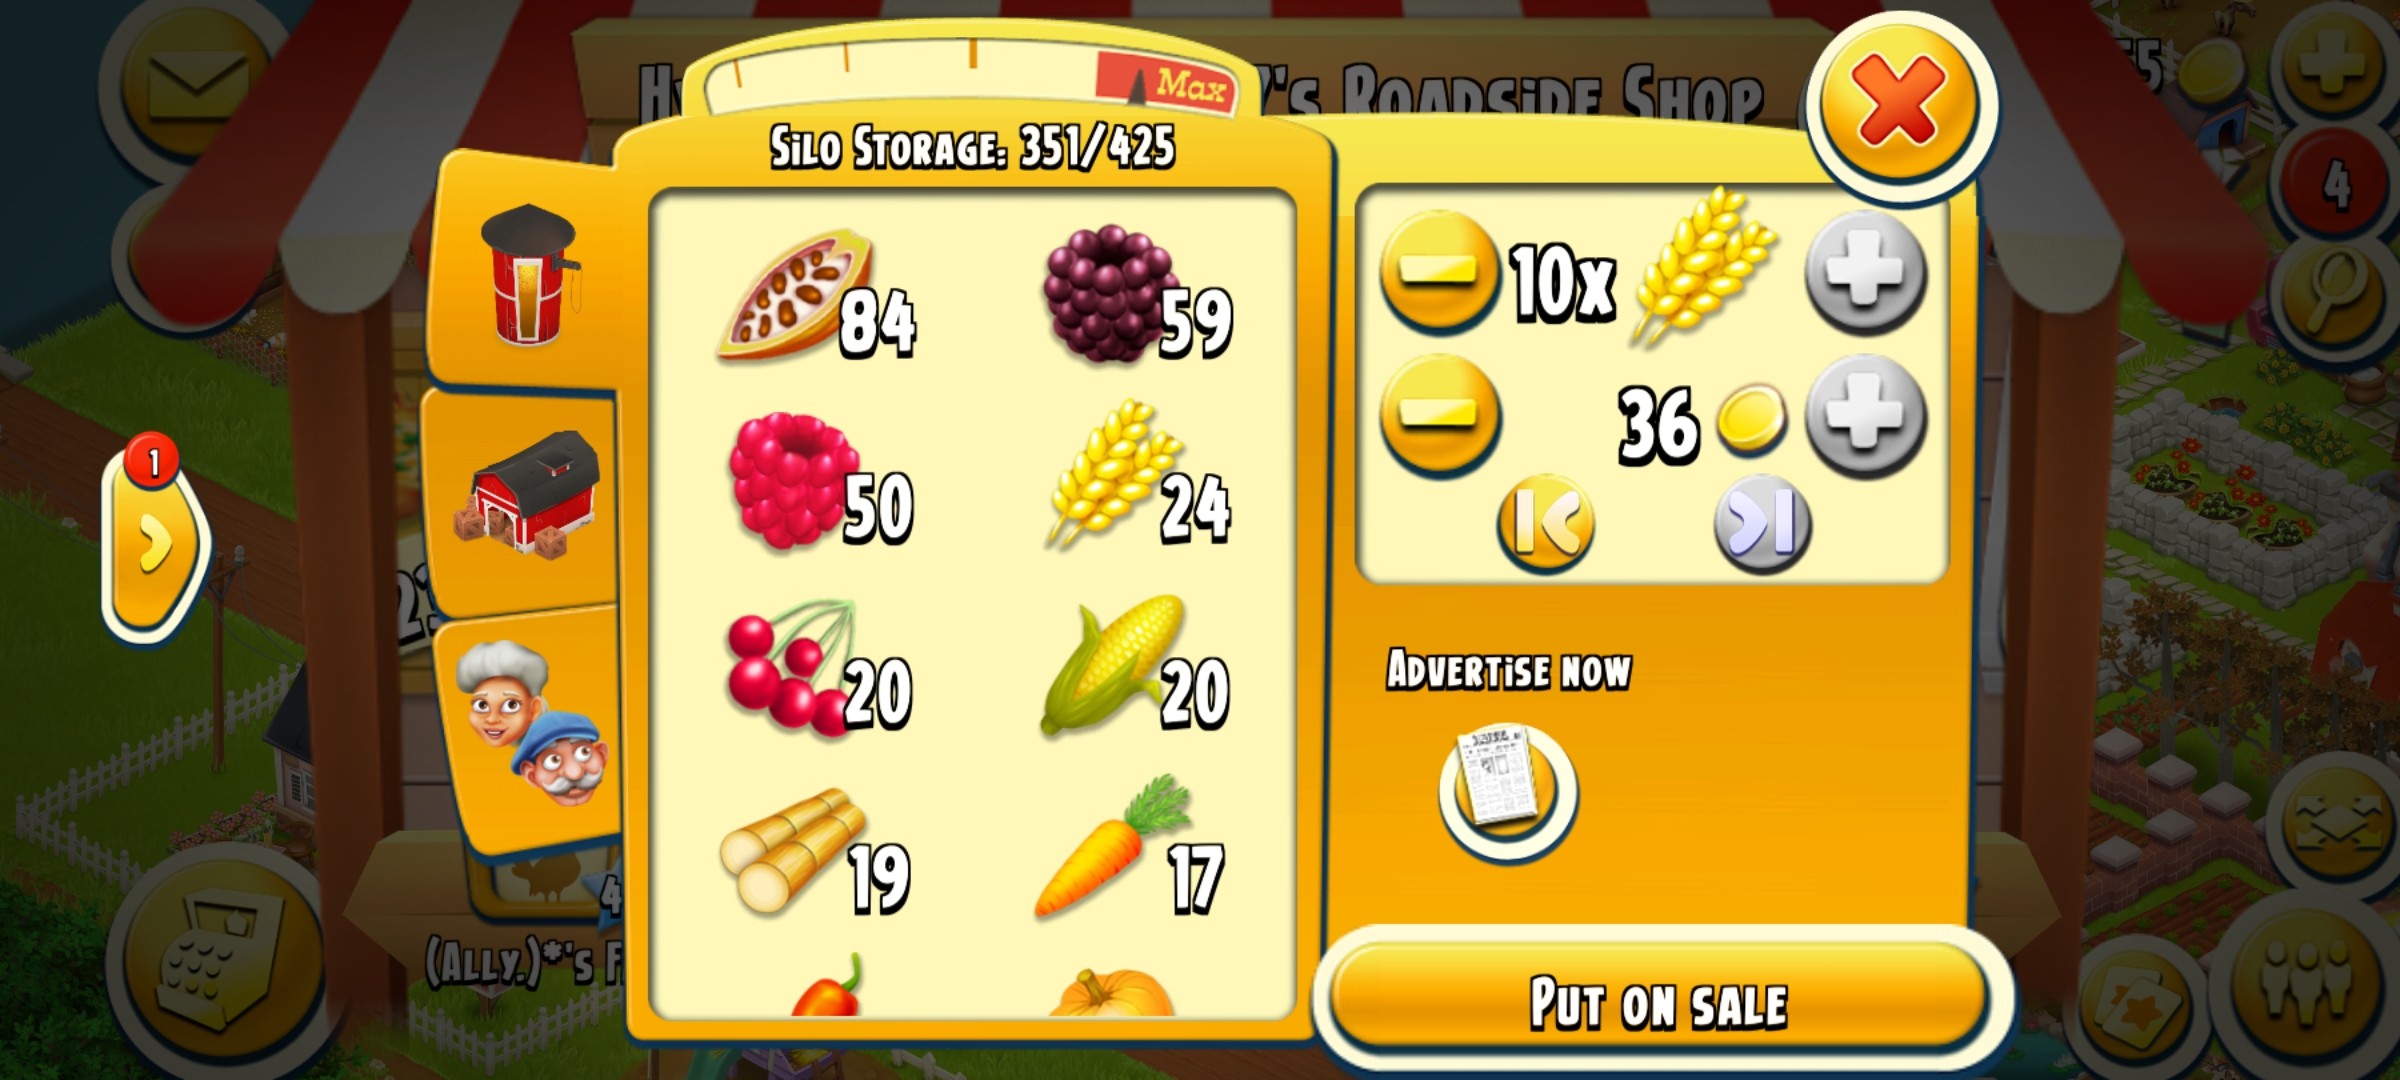 's Roadside Shop
Max
Silo Storage: 351/425
84
59
50
24
20
20
19
17
10x
36
Advertise now
Put on sale
1
4
(Ally.)*'s